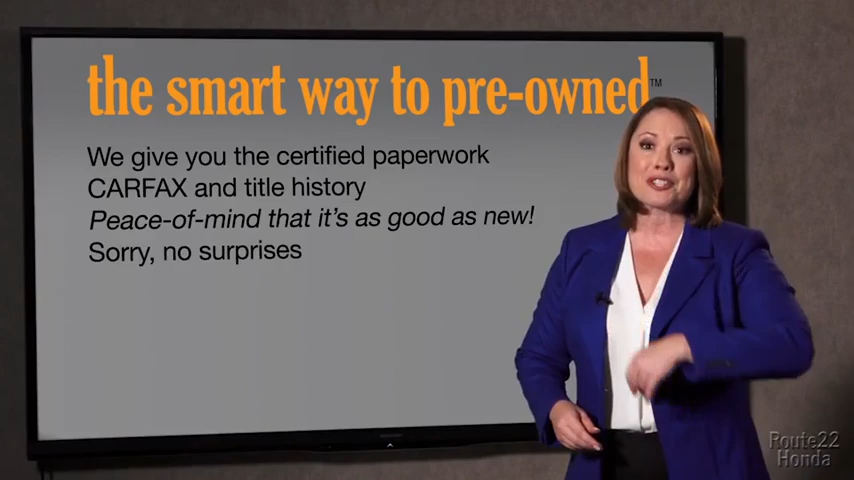 the smart way to pre-owned™
We give you the certified paperwork
CARFAX and title history
Peace-of-mind that it's as good as new!
Sorry, no surprises
Route22
Honda